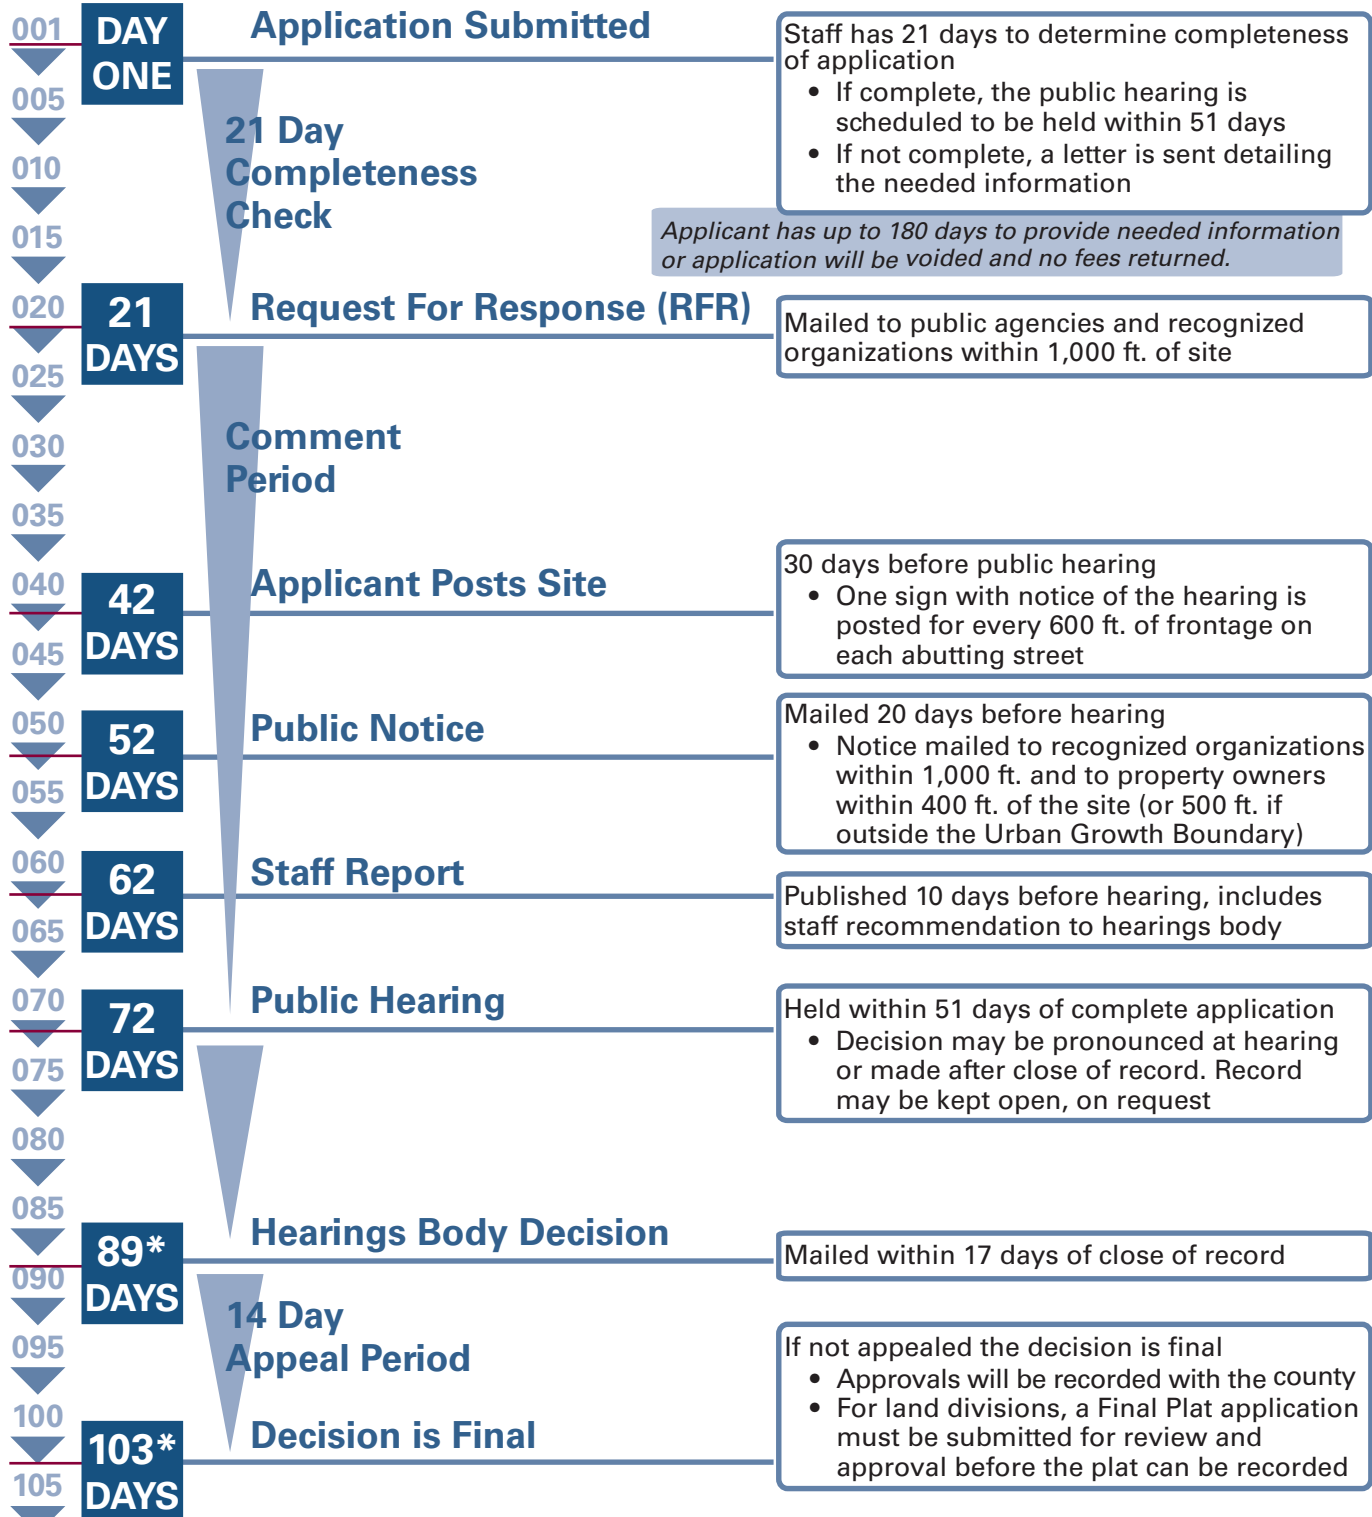 001
005
010
015
020
025
030
035
040
045
050
055
060
065
070
075
080
085
090
095
100
105
DAY
ONE
Application Submitted
Staff has 21 days to determine completeness
of application
• If complete, the public hearing is
scheduled to be held within 51 days
• If not complete, a letter is sent detailing
the needed information
21 Day
Completeness
Check
Applicant has up to 180 days to provide needed information
or application will be voided and no fees returned.
21
DAYS
Request For Response (RFR)
Mailed to public agencies and recognized
organizations within 1,000 ft. of site
Comment
Period
42
DAYS
Applicant Posts Site
30 days before public hearing
• One sign with notice of the hearing is
posted for every 600 ft. of frontage on
each abutting street
52
DAYS
Public Notice
Mailed 20 days before hearing
• Notice mailed to recognized organizations
within 1,000 ft. and to property owners
within 400 ft. of the site (or 500 ft. if
outside the Urban Growth Boundary)
62
DAYS
Staff Report
Published 10 days before hearing, includes
staff recommendation to hearings body
72
DAYS
Public Hearing
Held within 51 days of complete application
• Decision may be pronounced at hearing
or made after close of record. Record
may be kept open, on request
89*
DAYS
Hearings Body Decision
Mailed within 17 days of close of record
14 Day
Appeal Period
103*
DAYS
Decision is Final
If not appealed the decision is final
• Approvals will be recorded with the county
• For land divisions, a Final Plat application
must be submitted for review and
approval before the plat can be recorded